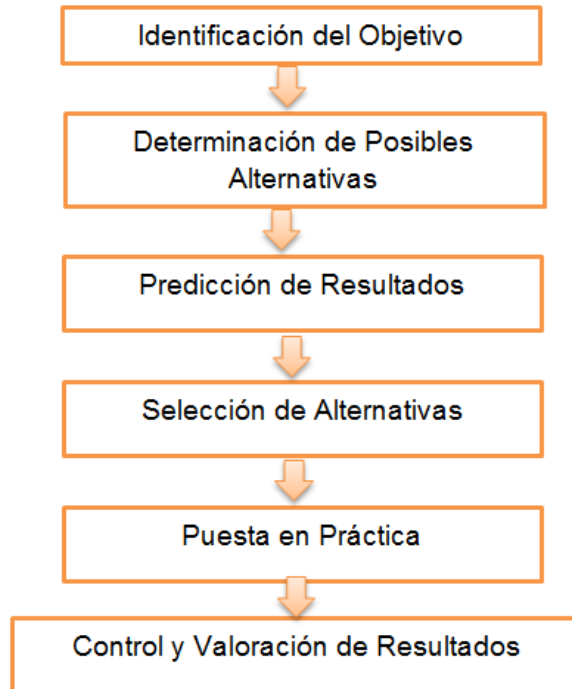 Identificación del Objetivo
Determinación de Posibles
Alternativas
Predicción de Resultados
Selección de Alternativas
Puesta en Práctica
Control y Valoración de Resultados